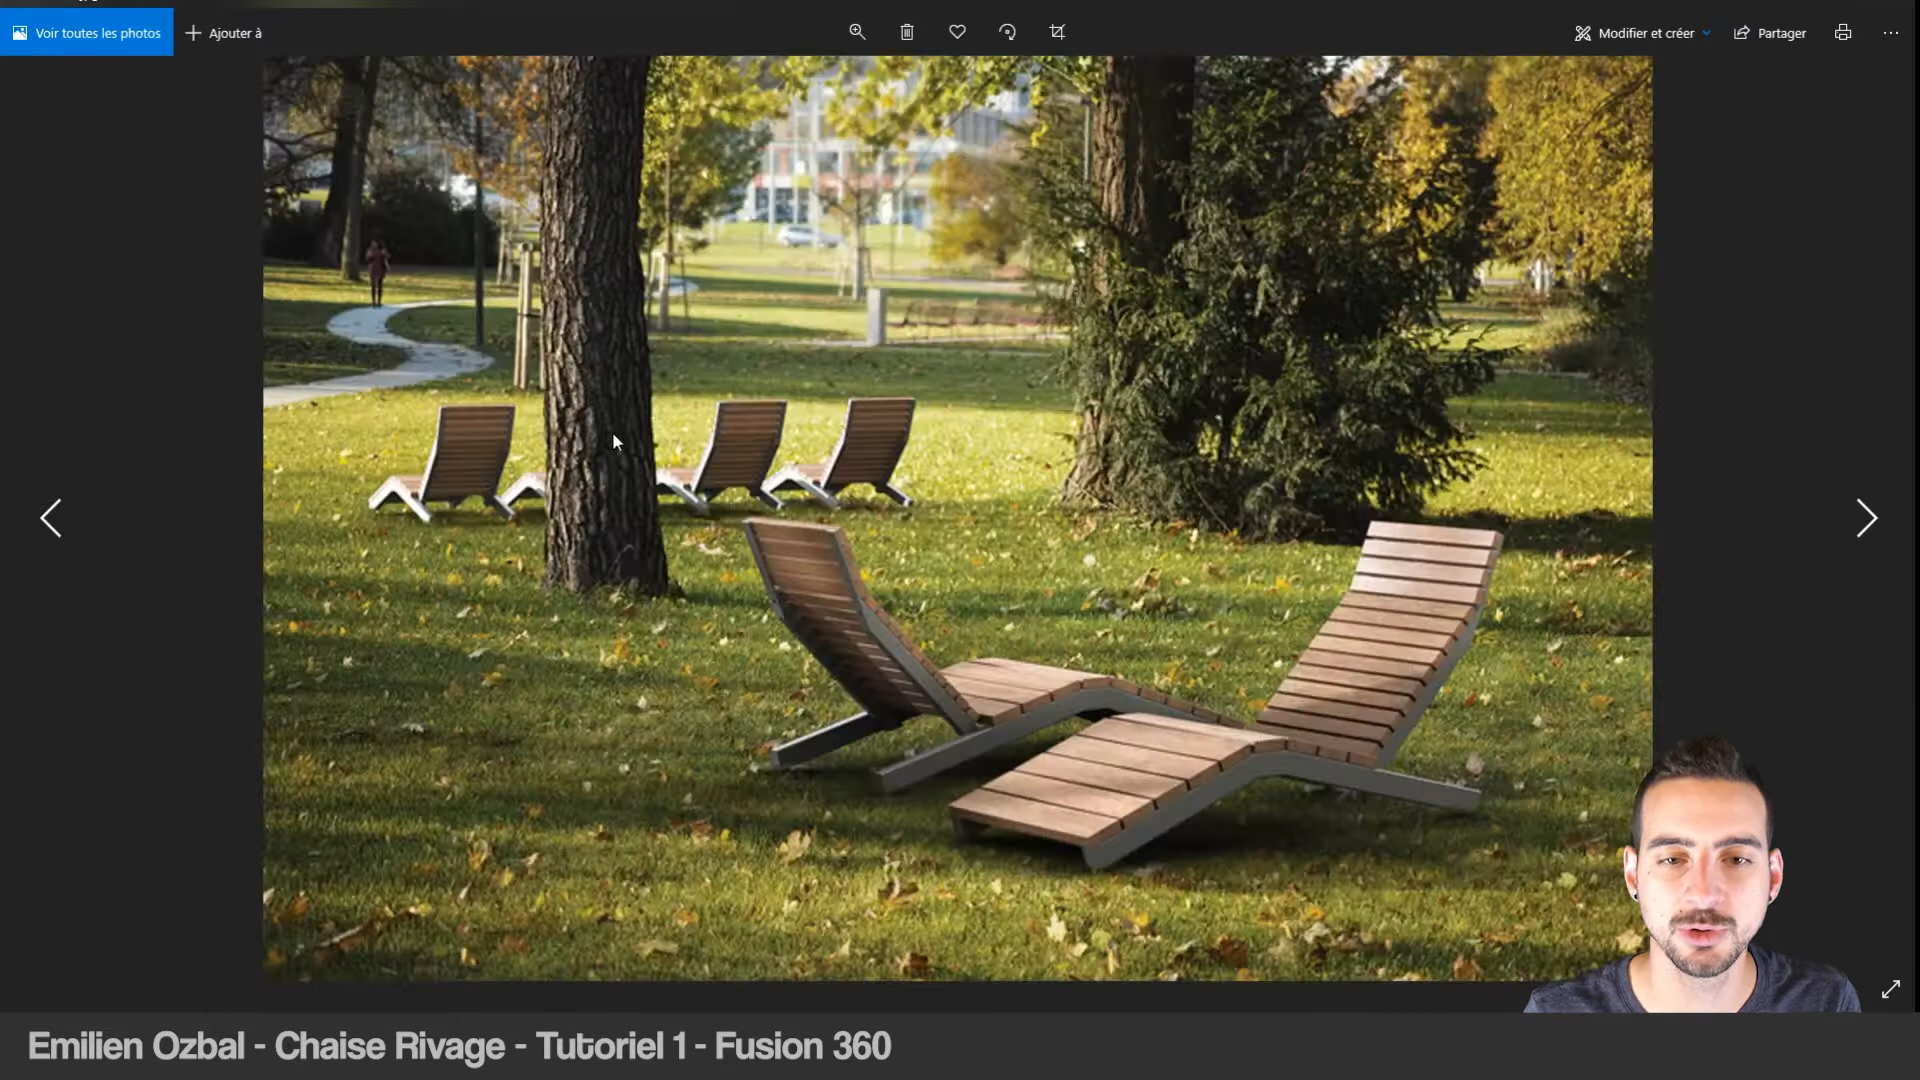 Voir toutes les photos
Ajouter à
Modifier et créer
Partager
Emilien Ozbal - Chaise Rivage - Tutoriel 1 - Fusion 360